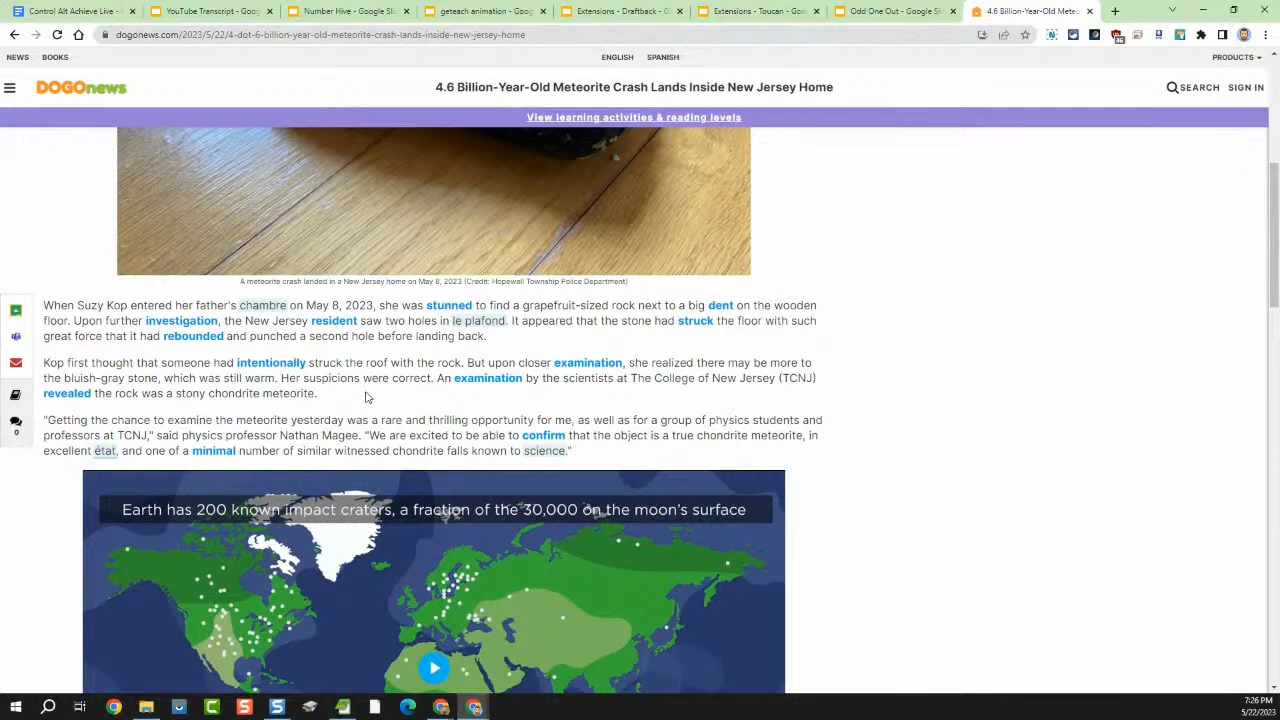 Control Alt Achieve Live -
YouTube Transcript - Goog
Number Hive - Google Slide
geteach animation - Goog
Extensions - Draftback - G
Extensions - Toucan - Goog
Odd One Out - Google Slid
4.6 Billion-Year-Old Meteo
dogonews.com/2023/5/22/4-dot-6-billion-year-old-meteorite-crash-lands-inside-new-jersey-home
NEWS BOOKS ENGLISH SPANISH PRODUCTS
DOGOnews 4.6 Billion-Year-Old Meteorite Crash Lands Inside New Jersey Home SEARCH SIGN IN
View learning activities & reading levels
A meteorite crash landed in a New Jersey home on May 8, 2023 (Credit: Hopewell Township Police Department)
When Suzy Kop entered her father's chambre on May 8, 2023, she was stunned to find a grapefruit-sized rock next to a big dent on the wooden
floor. Upon further investigation, the New Jersey resident saw two holes in le plafond. It appeared that the stone had struck the floor with such
great force that it had rebounded and punched a second hole before landing back.
Kop first thought that someone had intentionally struck the roof with the rock. But upon closer examination, she realized there may be more to
the bluish-gray stone, which was still warm. Her suspicions were correct. An examination by the scientists at The College of New Jersey (TCNJ)
revealed the rock was a stony chondrite meteorite.
"Getting the chance to examine the meteorite yesterday was a rare and thrilling opportunity for me, as well as for a group of physics students and
professors at TCNJ," said physics professor Nathan Magee. "We are excited to be able to confirm that the object is a true chondrite meteorite, in
excellent état, and one of a minimal number of similar witnessed chondrite falls known to science."
0
Earth has 200 known impact craters, a fraction of the 30,000 on the moon's surface
7:26 PM
5/22/2023